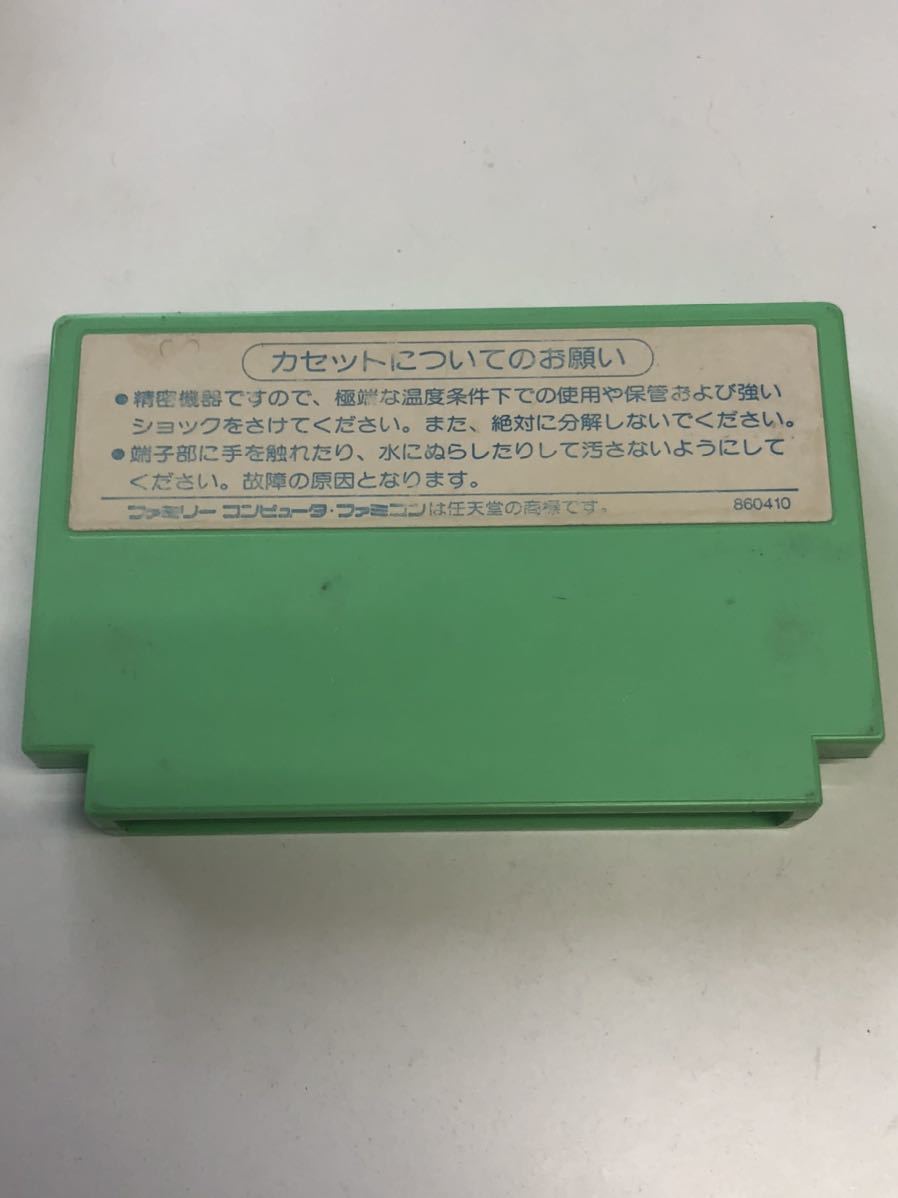 カセットについてのお願い
●精密機器ですので、極端な温度条件下での使用や保管および強い
ショックをさけてください。また、絶対に分解しないでください。
●端子部に手を触れたり、水にぬらしたりして汚さないようにして
ください。故障の原因となります。
ファミリー コンピュータ・ファミコンは任天堂の商標です。 860410